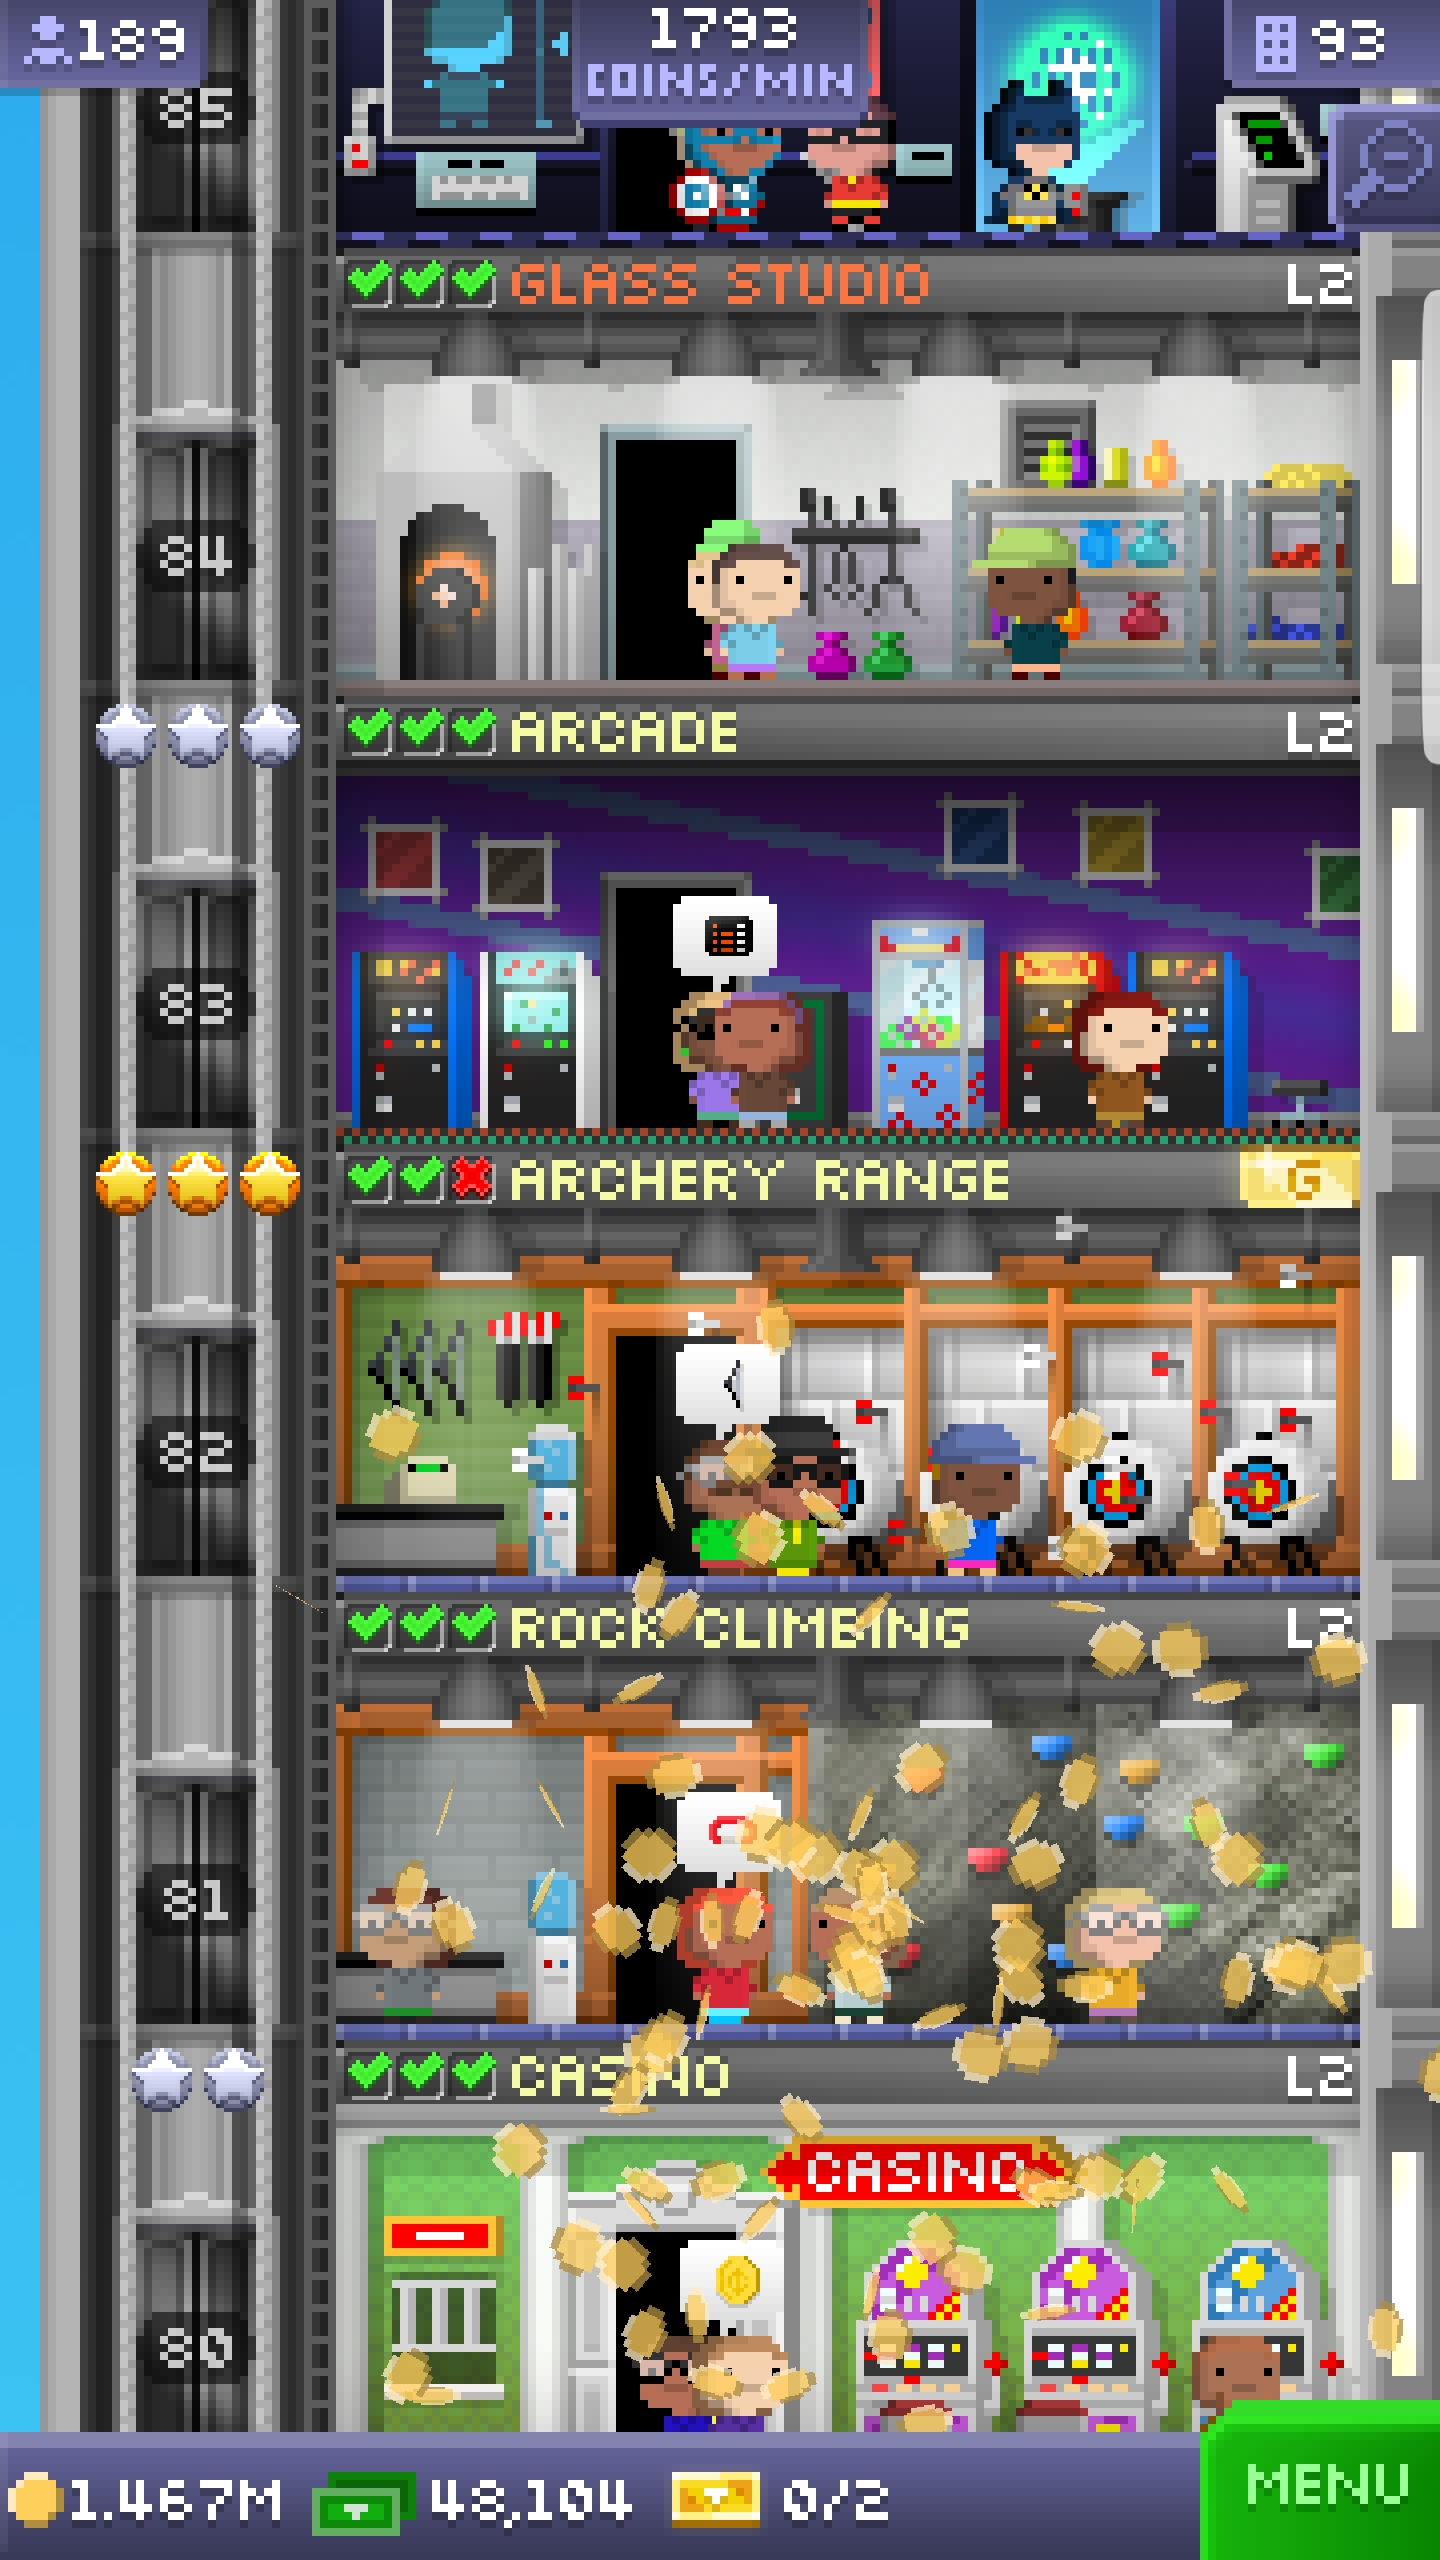 189
1793
COINS/MIN
93
85
GLASS STUDIO L2
84
ARCADE L2
83
ARCHERY RANGE G
82
ROCK CLIMBING L2
81
CASINO L2
CASINO
80
1.467M 48,104 0/2
MENU